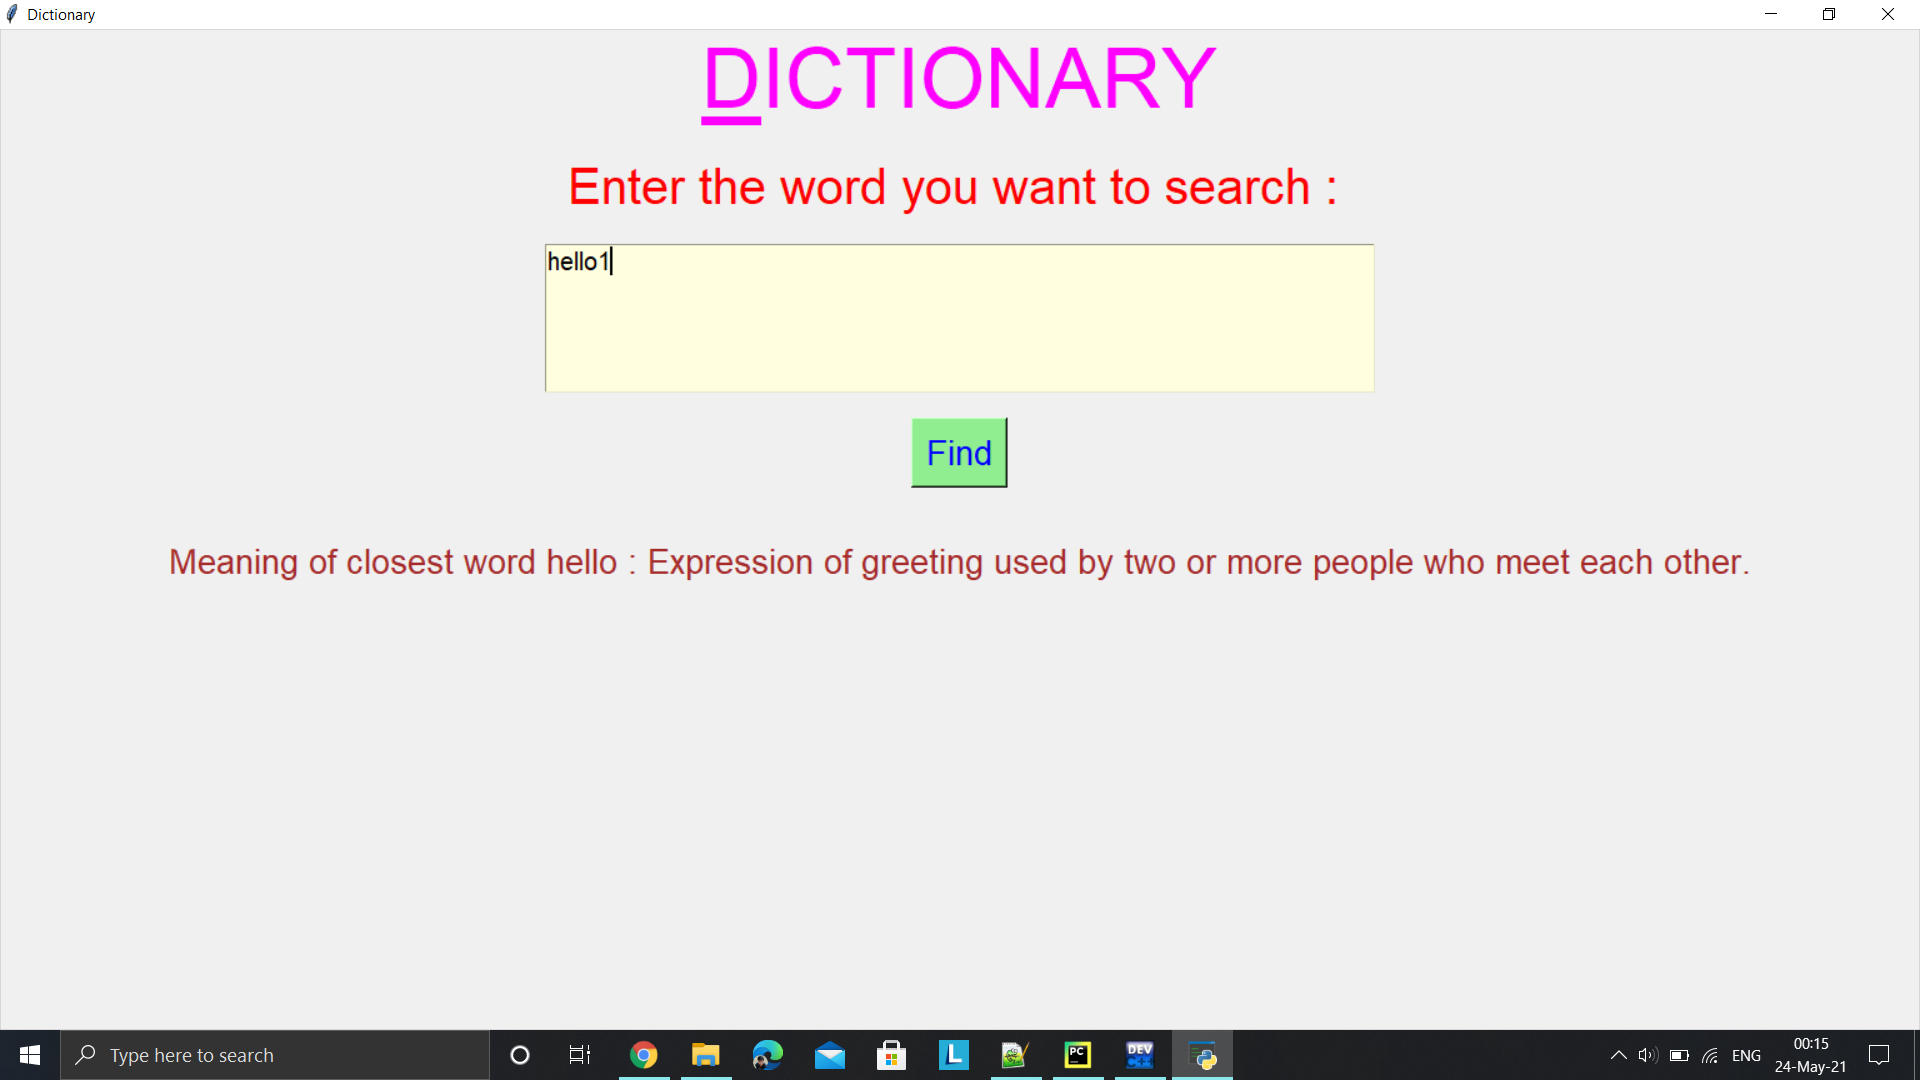 Dictionary
DICTIONARY
Enter the word you want to search :
hello1
Find
Meaning of closest word hello : Expression of greeting used by two or more people who meet each other.
Type here to search
L
PC
DEV
C++
ENG
00:15
24-May-21